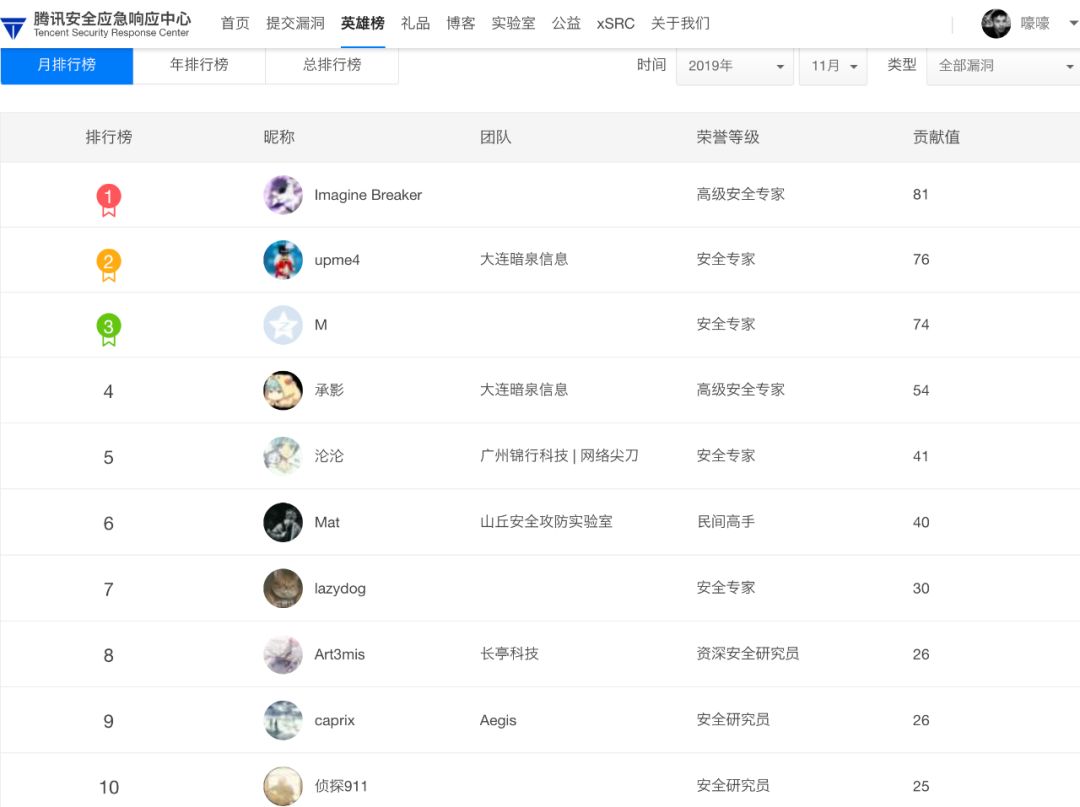 腾讯安全应急响应中心
Tencent Security Response Center
首页 提交漏洞 英雄榜 礼品 博客 实验室 公益 xSRC 关于我们 嚎嚎
月排行榜 年排行榜 总排行榜 时间 2019年 11月 类型 全部漏洞
排行榜 昵称 团队 荣誉等级 贡献值
1 Imagine Breaker 高级安全专家 81
2 upme4 大连暗泉信息 安全专家 76
3 M 安全专家 74
4 承影 大连暗泉信息 高级安全专家 54
5 沦沦 广州锦行科技 | 网络尖刀 安全专家 41
6 Mat 山丘安全攻防实验室 民间高手 40
7 lazydog 安全专家 30
8 Art3mis 长亭科技 资深安全研究员 26
9 caprix Aegis 安全研究员 26
10 侦探911 安全研究员 25